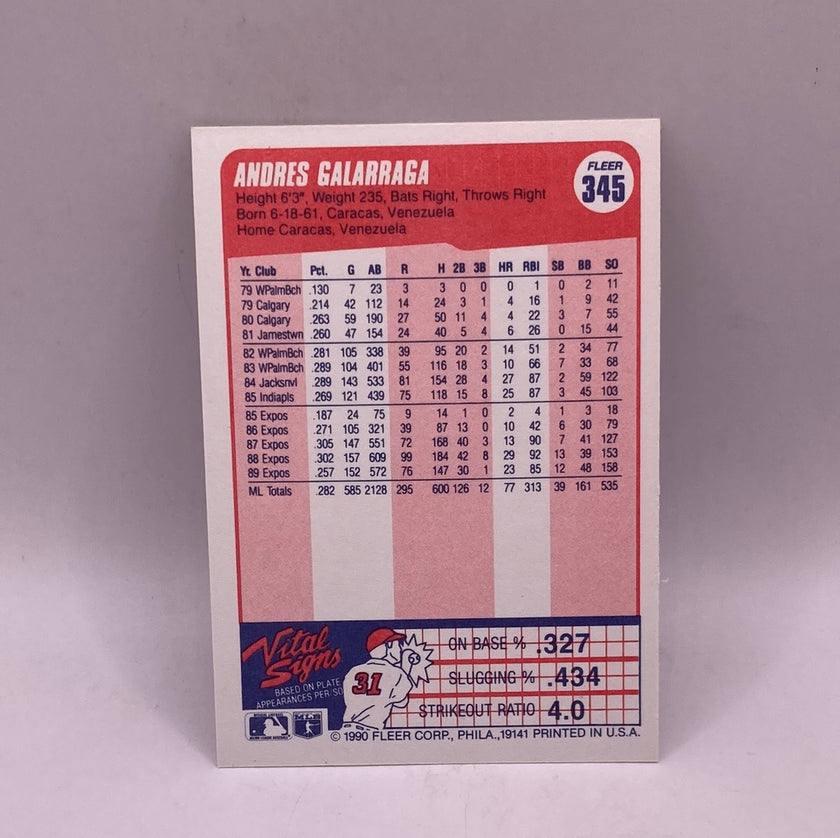 ANDRES GALARRAGA
FLEER
345
Height 6'3", Weight 235, Bats Right, Throws Right
Born 6-18-61, Caracas, Venezuela
Home Caracas, Venezuela
Yr. Club Pct. G AB R H 2B 3B HR RBI SB BB SO
79 WPalmBch .130 7 23 3 3 0 0 0 1 0 2 11
79 Calgary .214 42 112 14 24 3 1 4 16 1 9 42
80 Calgary .263 59 190 27 50 11 4 4 22 3 7 55
81 Jamestwn .260 47 154 24 40 5 4 6 26 0 15 44
82 WPalmBch .281 105 338 39 95 20 2 14 51 2 34 77
83 WPalmBch .289 104 401 55 116 18 3 10 66 7 33 68
84 Jacksnvl .289 143 533 81 154 28 4 27 87 2 59 122
85 Indiapls .269 121 439 75 118 15 8 25 87 3 45 103
85 Expos .187 24 75 9 14 1 0 2 4 1 3 18
86 Expos .271 105 321 39 87 13 0 10 42 6 30 79
87 Expos .305 147 551 72 168 40 3 13 90 7 41 127
88 Expos .302 157 609 99 184 42 8 29 92 13 39 153
89 Expos .257 152 572 76 147 30 1 23 85 12 48 158
ML Totals .282 585 2128 295 600 126 12 77 313 39 161 535
Vital
Signs
BASED ON PLATE
APPEARANCES PER/SO
31
ON BASE % .327
SLUGGING % .434
STRIKEOUT RATIO 4.0
© 1990 FLEER CORP., PHILA.,19141 PRINTED IN U.S.A.